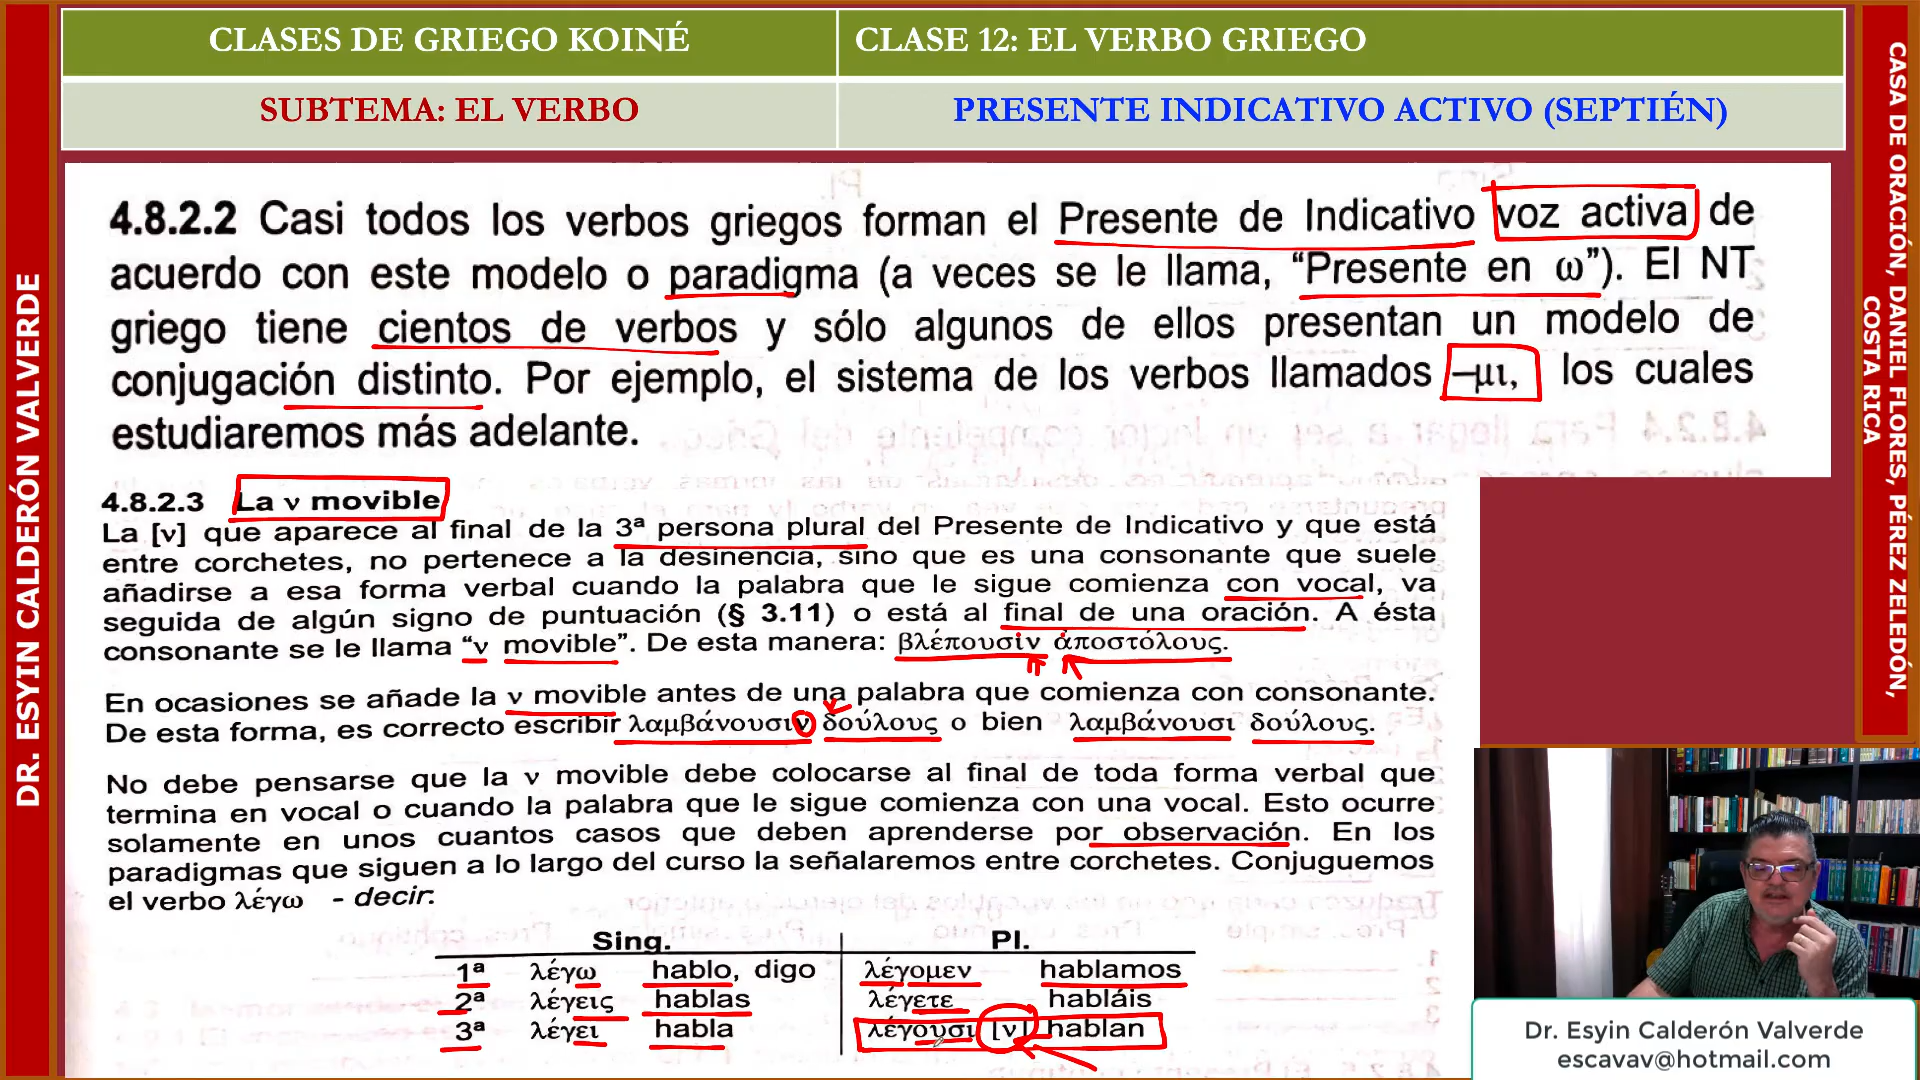 CLASES DE GRIEGO KOINÉ
CLASE 12: EL VERBO GRIEGO
SUBTEMA: EL VERBO
PRESENTE INDICATIVO ACTIVO (SEPTIÉN)
DR. ESYIN CALDERÓN VALVERDE
CASA DE ORACIÓN, DANIEL FLORES, PÉREZ ZELEDÓN,
COSTA RICA
4.8.2.2 Casi todos los verbos griegos forman el Presente de Indicativo voz activa de
acuerdo con este modelo o paradigma (a veces se le llama, “Presente en ω”). El NT
griego tiene cientos de verbos y sólo algunos de ellos presentan un modelo de
conjugación distinto. Por ejemplo, el sistema de los verbos llamados –μι, los cuales
estudiaremos más adelante.
4.8.2.3 La ν movible
La [ν] que aparece al final de la 3ª persona plural del Presente de Indicativo y que está
entre corchetes, no pertenece a la desinencia, sino que es una consonante que suele
añadirse a esa forma verbal cuando la palabra que le sigue comienza con vocal, va
seguida de algún signo de puntuación (§ 3.11) o está al final de una oración. A ésta
consonante se le llama “ν movible”. De esta manera: βλέπουσιν ἀποστόλους.
En ocasiones se añade la ν movible antes de una palabra que comienza con consonante.
De esta forma, es correcto escribir λαμβάνουσιν δούλους o bien λαμβάνουσι δούλους.
No debe pensarse que la ν movible debe colocarse al final de toda forma verbal que
termina en vocal o cuando la palabra que le sigue comienza con una vocal. Esto ocurre
solamente en unos cuantos casos que deben aprenderse por observación. En los
paradigmas que siguen a lo largo del curso la señalaremos entre corchetes. Conjuguemos
el verbo λέγω - decir:
Sing. Pl.
1ª λέγω hablo, digo λέγομεν hablamos
2ª λέγεις hablas λέγετε habláis
3ª λέγει habla λέγουσι [ν] hablan
Dr. Esyin Calderón Valverde
escavav@hotmail.com